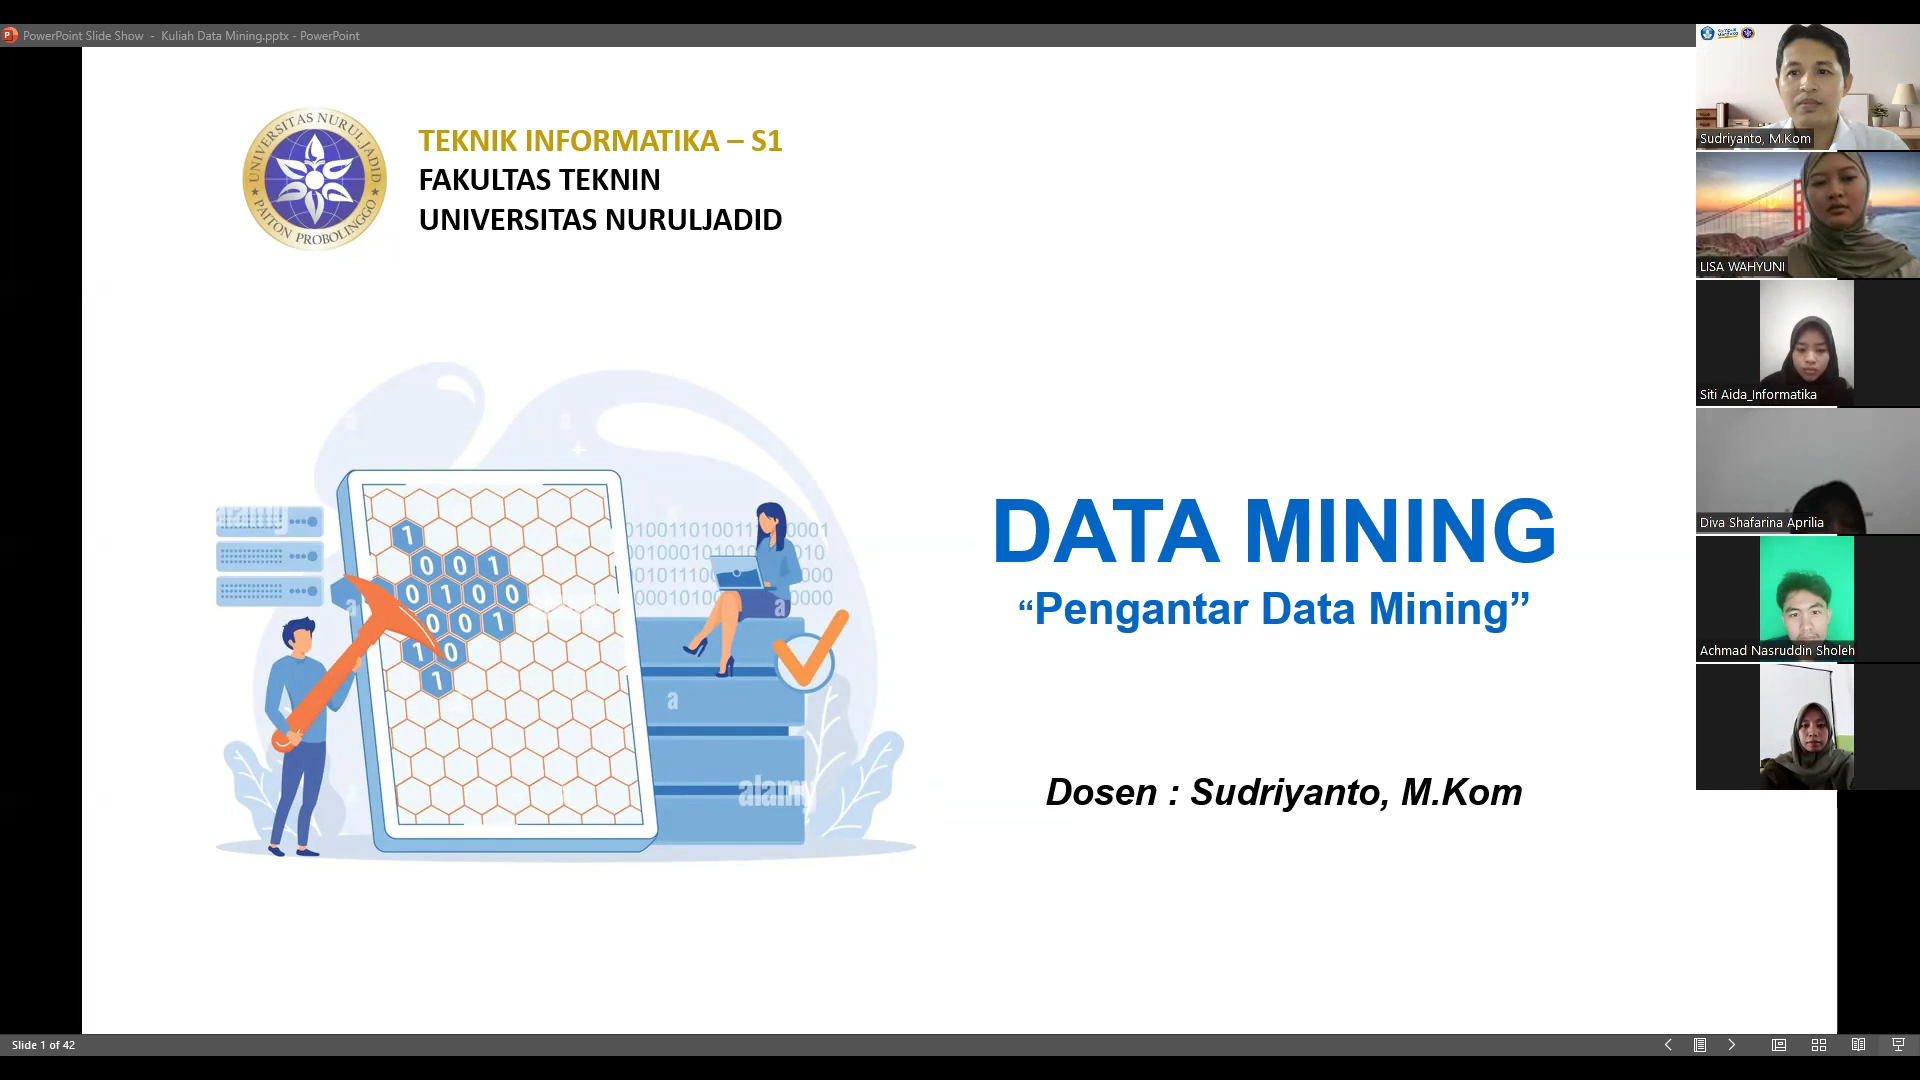 PowerPoint Slide Show - Kuliah Data Mining.pptx - PowerPoint
UNIVERSITAS NURUL JADID
PAITON PROBOLINGGO
TEKNIK INFORMATIKA – S1
FAKULTAS TEKNIN
UNIVERSITAS NURULJADID
1
0 0 1
0 1 0 0
0 0 1
1 0
1
alamy
a
DATA MINING
“Pengantar Data Mining”
Dosen : Sudriyanto, M.Kom
Sudriyanto, M.Kom
LISA WAHYUNI
Siti Aida_Informatika
Diva Shafarina Aprilia
Achmad Nasruddin Sholeh
Slide 1 of 42